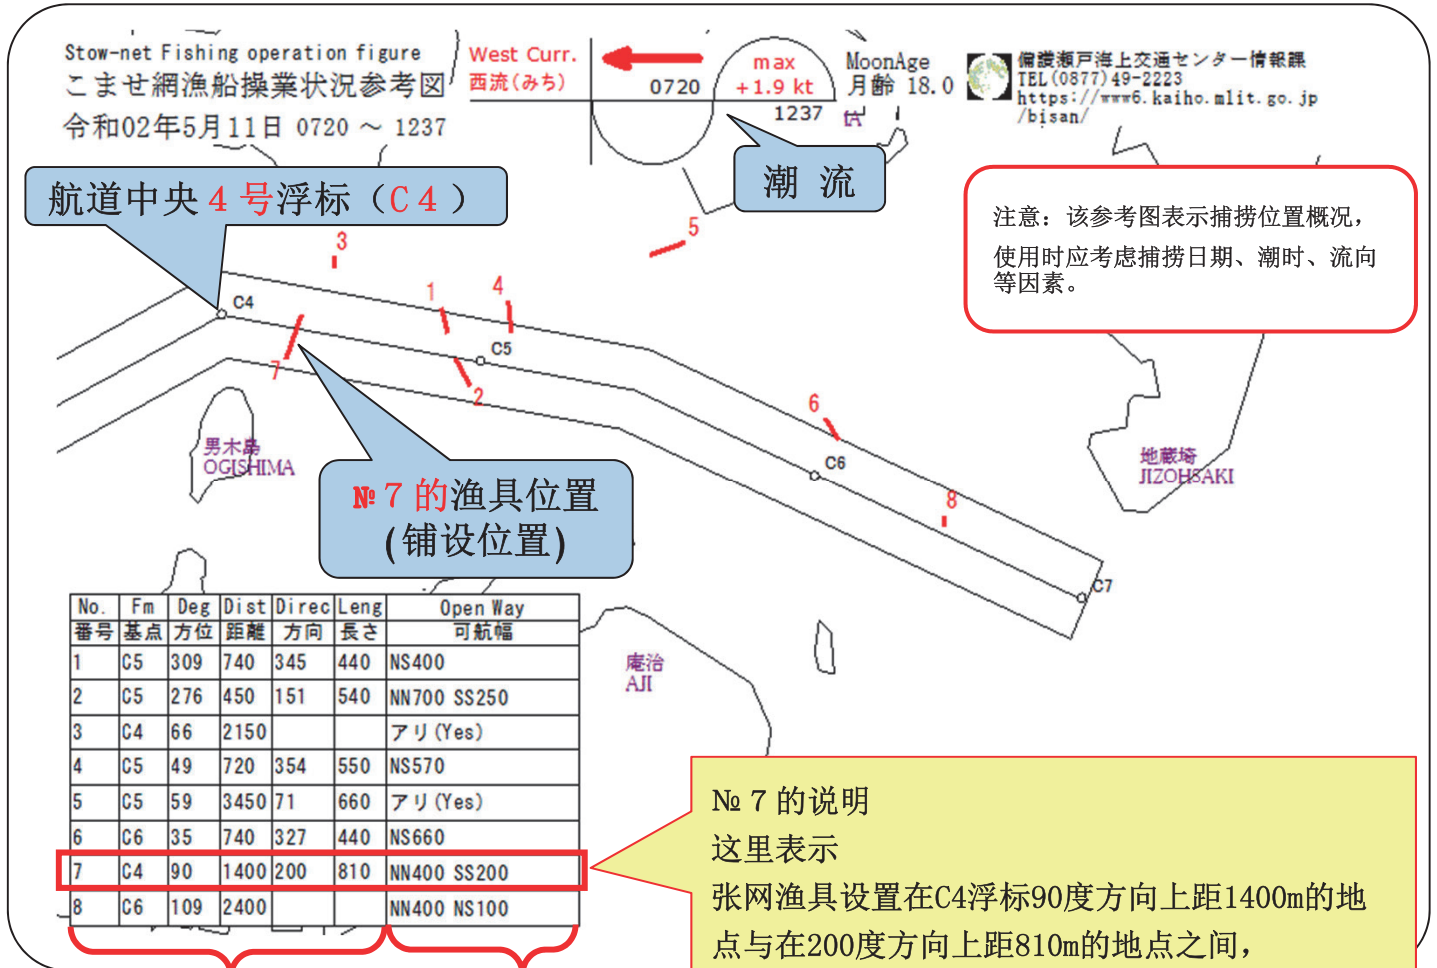 Stow-net Fishing operation figure
こませ網漁船操業状況参考図
令和02年5月11日 0720 ～ 1237
West Curr.
西流(みち)
0720
max
+1.9 kt
1237
MoonAge
月齢 18.0
備讃瀬戸海上交通センター情報課
TEL(0877)49-2223
https://www6.kaiho.mlit.go.jp
/bisan/
潮 流
航道中央４号浮标（C４）
注意：该参考图表示捕捞位置概况，
使用时应考虑捕捞日期、潮时、流向
等因素。
3
5
1
4
C4
C5
7
2
6
C6
8
C7
男木島
OGISHIMA
地蔵埼
JIZOHSAKI
№７的渔具位置
(铺设位置)
庵治
AJI
No. Fm Deg Dist Direc Leng Open Way
番号 基点 方位 距離 方向 長さ 可航幅
1 C5 309 740 345 440 NS400
2 C5 276 450 151 540 NN700 SS250
3 C4 66 2150 アリ(Yes)
4 C5 49 720 354 550 NS570
5 C5 59 3450 71 660 アリ(Yes)
6 C6 35 740 327 440 NS660
7 C4 90 1400 200 810 NN400 SS200
8 C6 109 2400 NN400 NS100
№７的说明
这里表示
张网渔具设置在C4浮标90度方向上距1400m的地
点与在200度方向上距810m的地点之间，